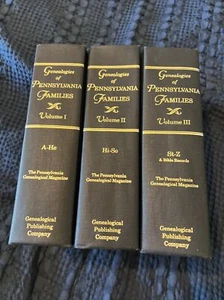 Genealogies
of
PENNSYLVANIA
FAMILIES
Volume I
A-He
The Pennsylvania
Genealogical Magazine
Genealogical
Publishing
Company
Genealogies
of
PENNSYLVANIA
FAMILIES
Volume II
Hi-So
The Pennsylvania
Genealogical Magazine
Genealogical
Publishing
Company
Genealogies
of
PENNSYLVANIA
FAMILIES
Volume III
St-Z
& Bible Records
The Pennsylvania
Genealogical Magazine
Genealogical
Publishing
Company